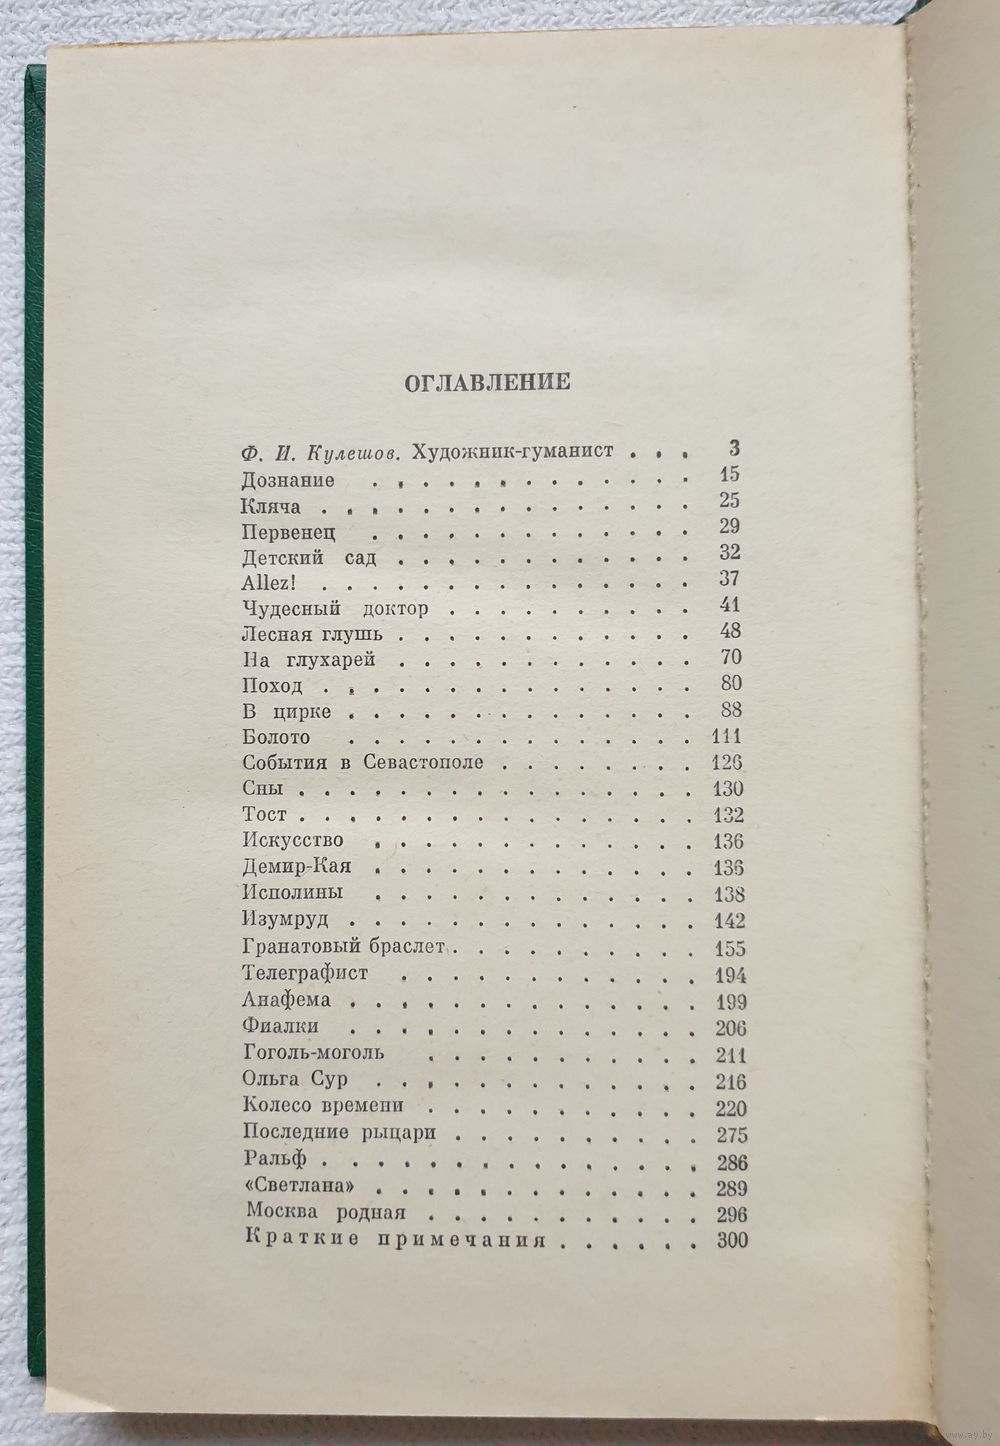 ОГЛАВЛЕНИЕ
Ф. И. Кулешов. Художник-гуманист . . . 3
Дознание . . . . . . . . . . . . . 15
Кляча . . . . . . . . . . . . . . . 25
Первенец . . . . . . . . . . . . . 29
Детский сад . . . . . . . . . . . . 32
Allez! . . . . . . . . . . . . . . . 37
Чудесный доктор . . . . . . . . . . 41
Лесная глушь . . . . . . . . . . . . 48
На глухарей . . . . . . . . . . . . 70
Поход . . . . . . . . . . . . . . . 80
В цирке . . . . . . . . . . . . . . 88
Болото . . . . . . . . . . . . . . 111
События в Севастополе . . . . . . . . 126
Сны . . . . . . . . . . . . . . . . 130
Тост . . . . . . . . . . . . . . . . 132
Искусство . . . . . . . . . . . . . 136
Демир-Кая . . . . . . . . . . . . . 136
Исполины . . . . . . . . . . . . . 138
Изумруд . . . . . . . . . . . . . . 142
Гранатовый браслет . . . . . . . . . . 155
Телеграфист . . . . . . . . . . . . 194
Анафема . . . . . . . . . . . . . . 199
Фиалки . . . . . . . . . . . . . . 206
Гоголь-моголь . . . . . . . . . . . 211
Ольга Сур . . . . . . . . . . . . . 216
Колесо времени . . . . . . . . . . . 220
Последние рыцари . . . . . . . . . . 275
Ральф . . . . . . . . . . . . . . . 286
«Светлана» . . . . . . . . . . . . . 289
Москва родная . . . . . . . . . . . 296
Краткие примечания . . . . . . 300
www.ay.by